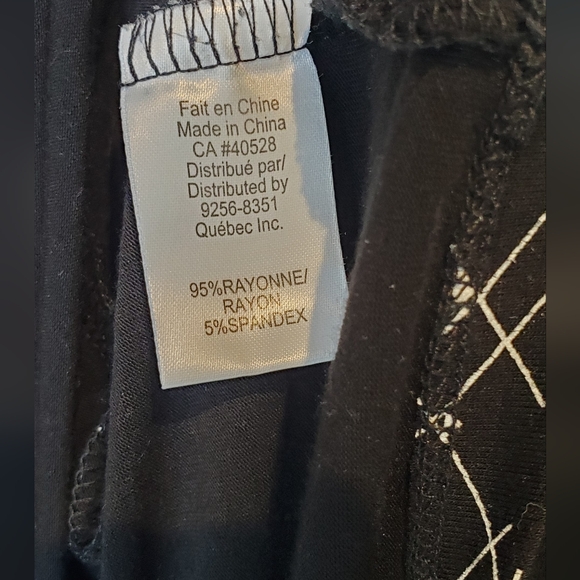 Fait en Chine
Made in China
CA #40528
Distribué par/
Distributed by
9256-8351
Québec Inc.
95%RAYONNE/
RAYON
5%SPANDEX